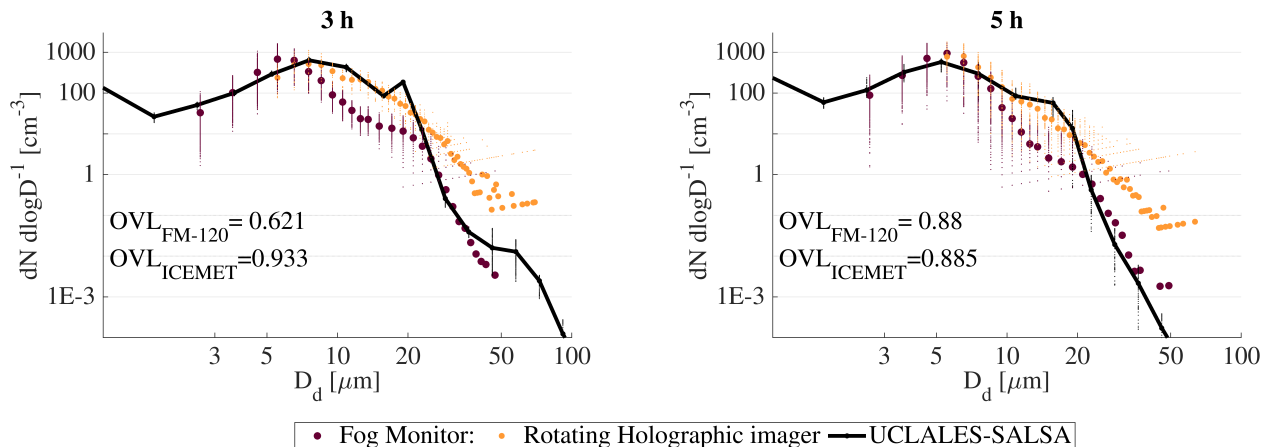 3 h
1000
100
1
1E-3
dN dlogD⁻¹ [cm⁻³]
OVL_FM-120= 0.621
OVL_ICEMET=0.933
3 5 10 20 50 100
D_d [μm]
5 h
1000
100
1
1E-3
dN dlogD⁻¹ [cm⁻³]
OVL_FM-120= 0.88
OVL_ICEMET=0.885
3 5 10 20 50 100
D_d [μm]
Fog Monitor: Rotating Holographic imager UCLALES-SALSA